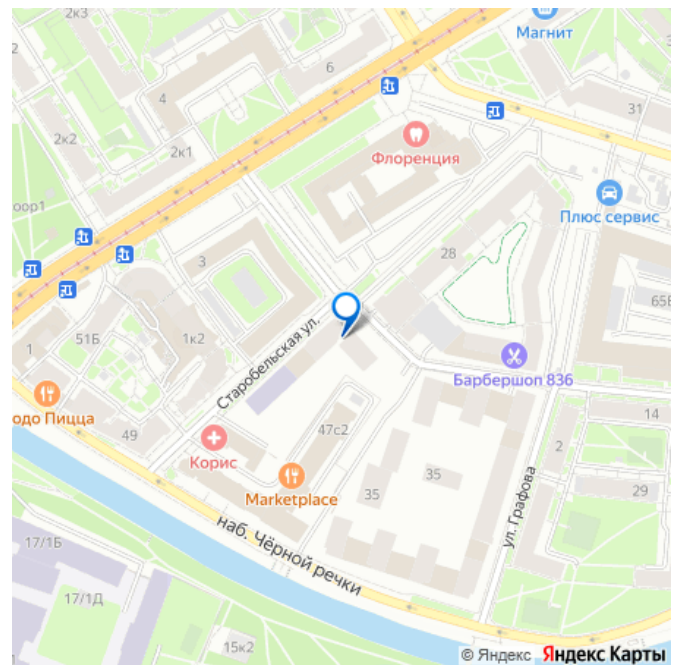 2к3
Магнит
6
4
31
2к2
2к1
Флоренция
Плюс сервис
оор1
28
3
65В
51Б
1к2
1
Старобельская ул.
Барбершоп 836
одо Пицца
49
14
47с2
2
Корис
35
Marketplace
35
29
ул. Графова
наб. Чёрной речки
17/1Б
17/1Д
15к2
© Яндекс Яндекс Карты